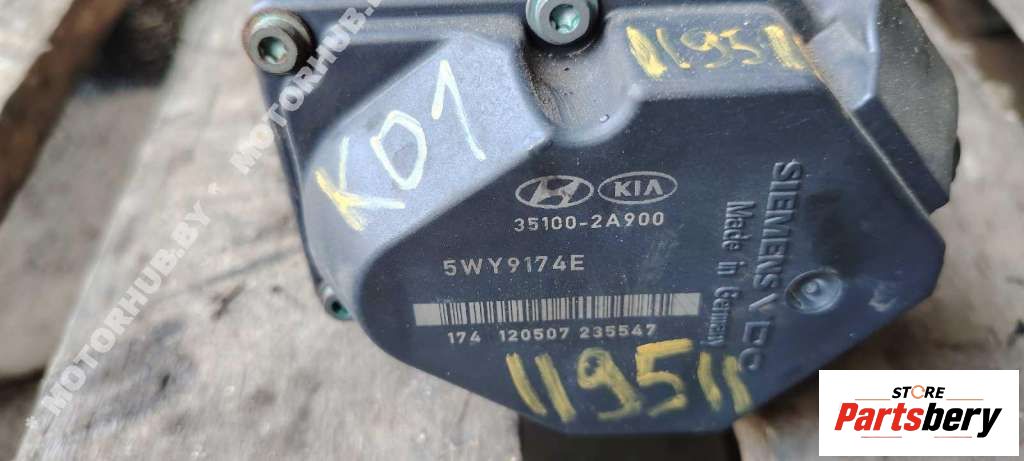 11951
KD1
KIA
35100-2A900
5WY9174E
174 120507 235547
SIEMENS VDO
Made in Germany
11951
MOTORHUB.BY
MOTORHUB.BY
STORE
Partsbery